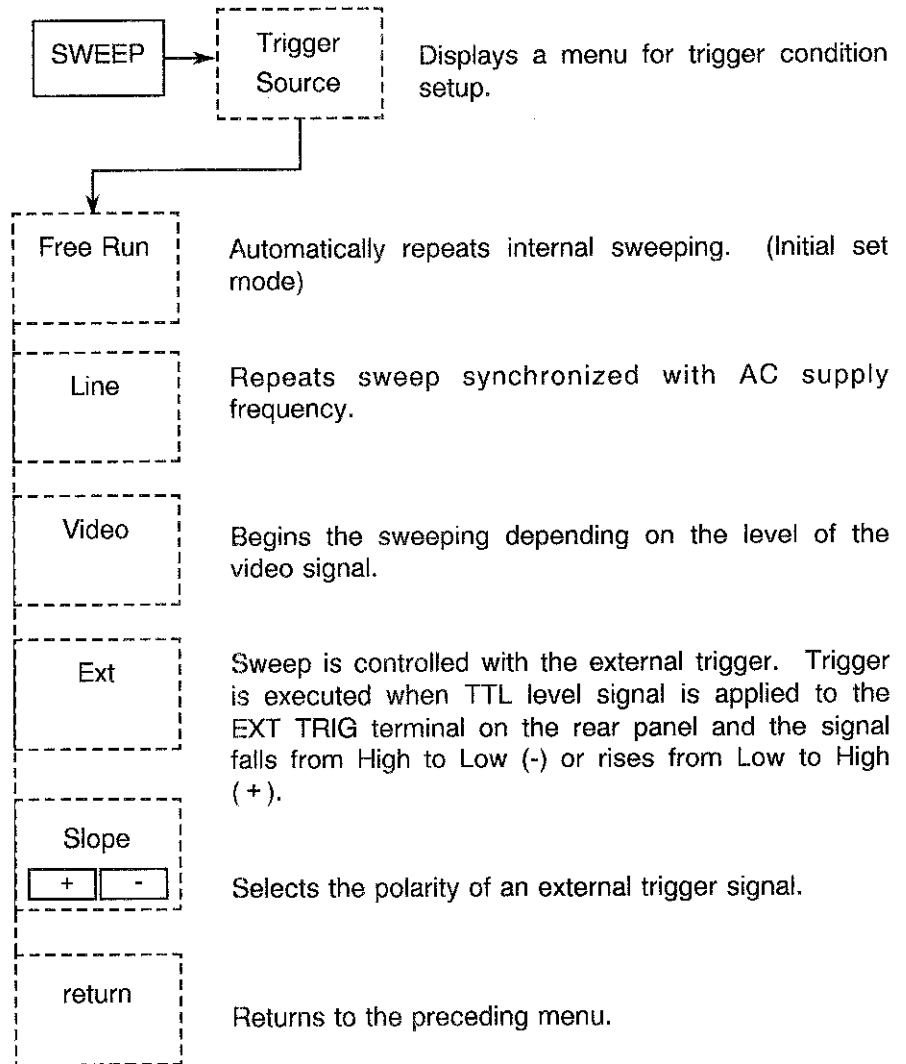 SWEEP
Trigger
Source
Displays a menu for trigger condition
setup.
Free Run
Automatically repeats internal sweeping. (Initial set
mode)
Line
Repeats sweep synchronized with AC supply
frequency.
Video
Begins the sweeping depending on the level of the
video signal.
Ext
Sweep is controlled with the external trigger. Trigger
is executed when TTL level signal is applied to the
EXT TRIG terminal on the rear panel and the signal
falls from High to Low (-) or rises from Low to High
(+).
Slope
+ -
Selects the polarity of an external trigger signal.
return
Returns to the preceding menu.